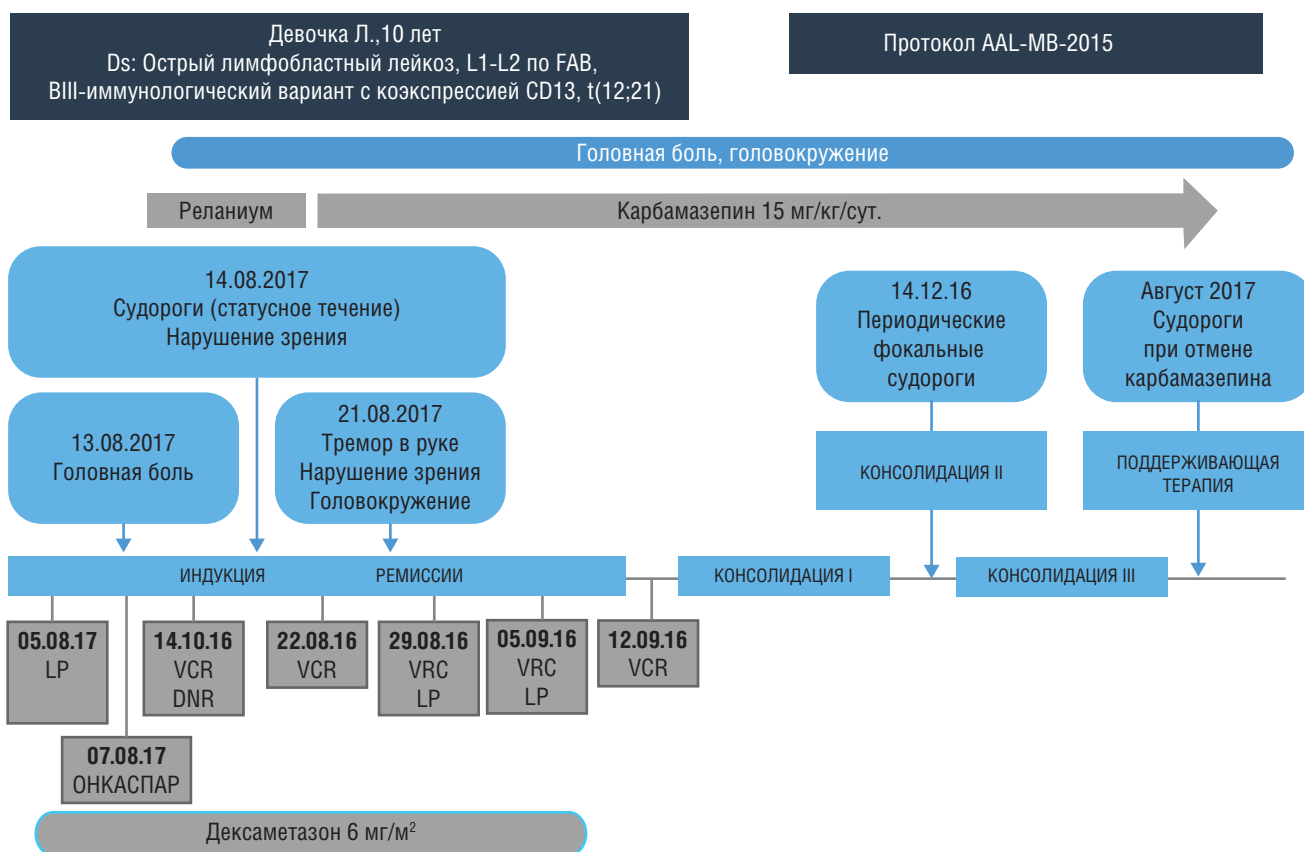 Девочка Л.,10 лет
Ds: Острый лимфобластный лейкоз, L1-L2 по FAB,
BIII-иммунологический вариант с коэкспрессией CD13, t(12;21)
Протокол AAL-MB-2015
Головная боль, головокружение
Реланиум
Карбамазепин 15 мг/кг/сут.
14.08.2017
Судороги (статусное течение)
Нарушение зрения
14.12.16
Периодические
фокальные
судороги
Август 2017
Судороги
при отмене
карбамазепина
13.08.2017
Головная боль
21.08.2017
Тремор в руке
Нарушение зрения
Головокружение
КОНСОЛИДАЦИЯ II
ПОДДЕРЖИВАЮЩАЯ
ТЕРАПИЯ
ИНДУКЦИЯ РЕМИССИИ
КОНСОЛИДАЦИЯ I
КОНСОЛИДАЦИЯ III
05.08.17
LP
14.10.16
VCR
DNR
22.08.16
VCR
29.08.16
VRC
LP
05.09.16
VRC
LP
12.09.16
VCR
07.08.17
ОНКАСПАР
Дексаметазон 6 мг/м²